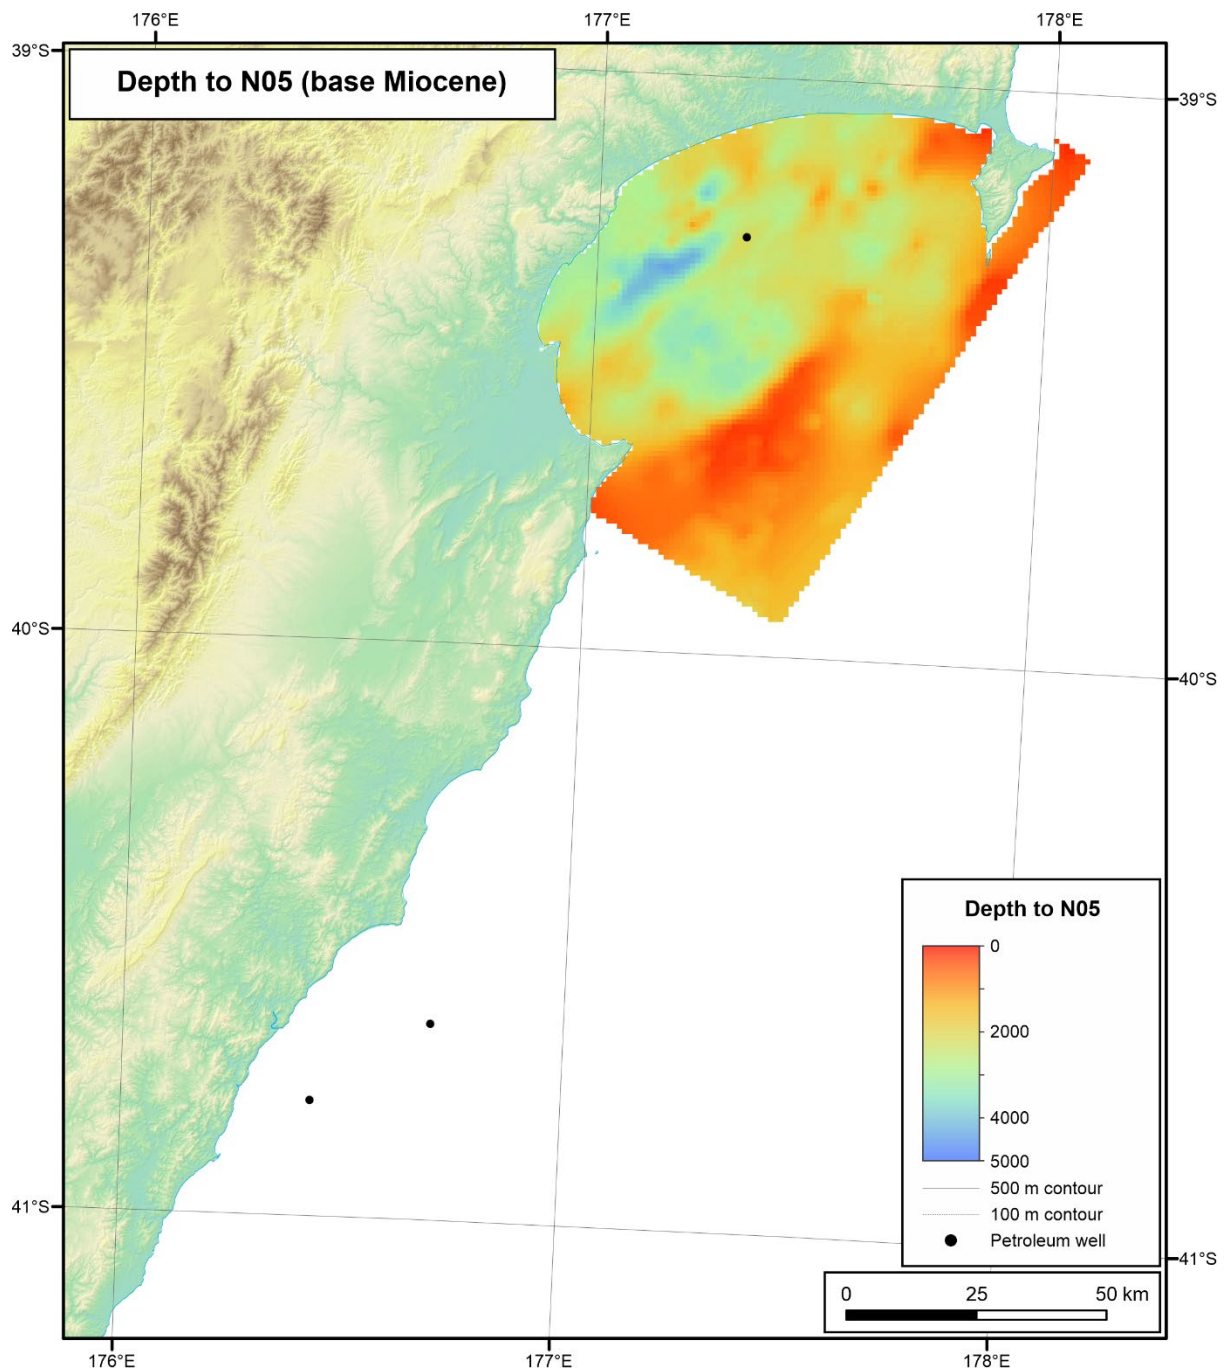 176°E
177°E
178°E
39°S
Depth to N05 (base Miocene)
39°S
40°S
40°S
Depth to N05
0
2000
4000
5000
500 m contour
100 m contour
Petroleum well
41°S
41°S
0
25
50 km
176°E
177°E
178°E